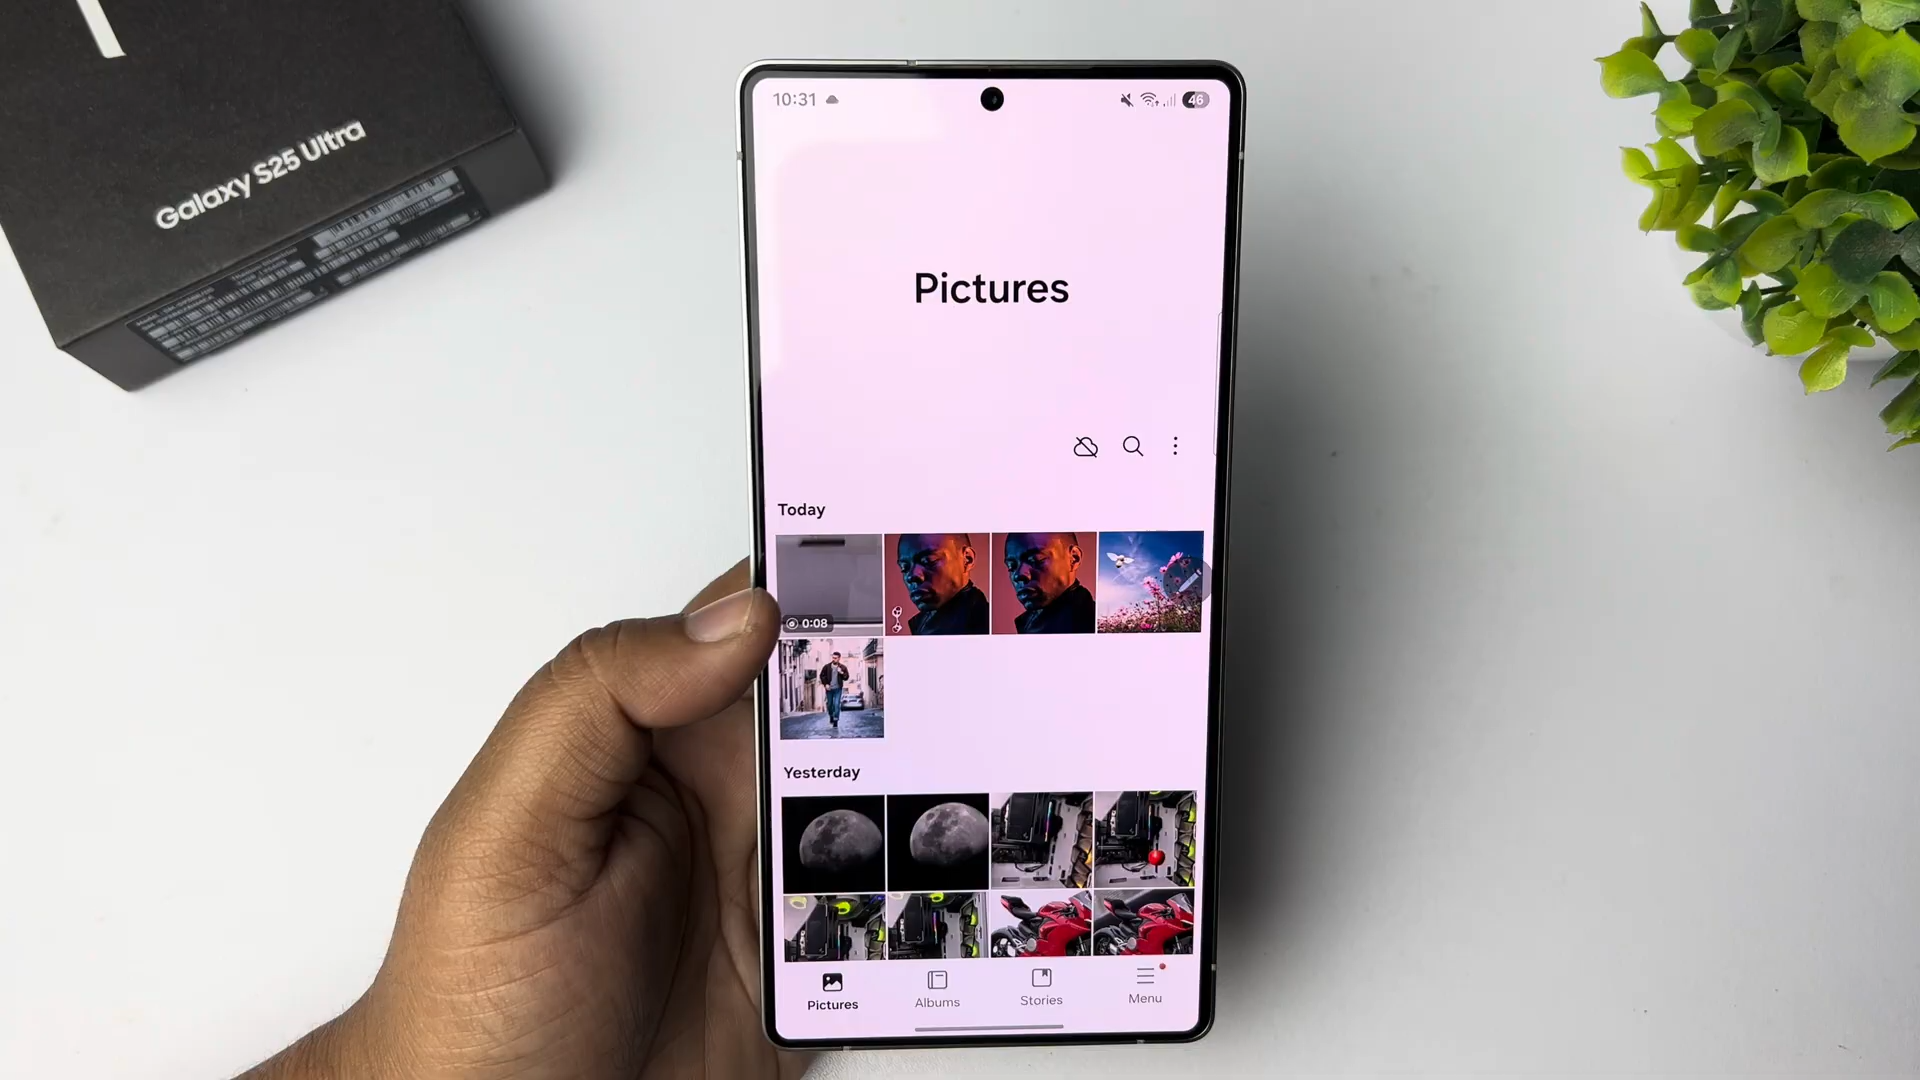 Galaxy S25 Ultra
10:31
46
Pictures
Today
0:08
Yesterday
Pictures
Albums
Stories
Menu